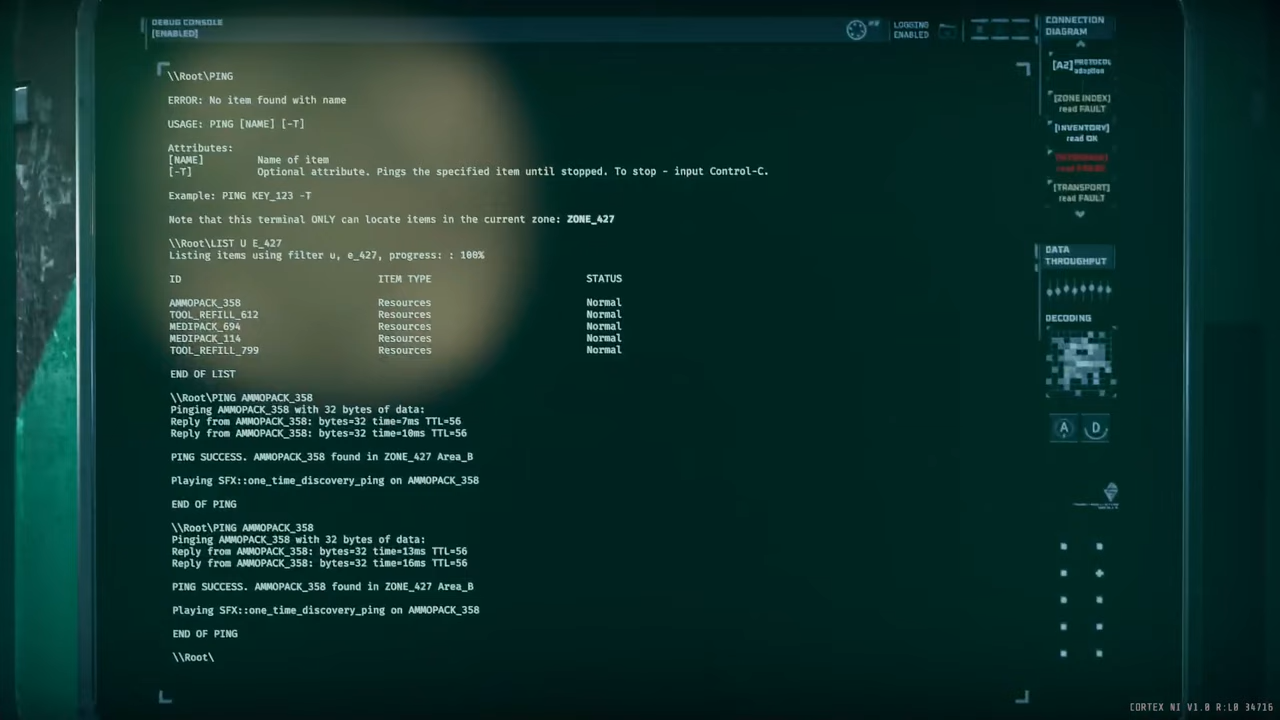 DEBUG CONSOLE
[ENABLED]
LOGGING
ENABLED
\\Root\PING
ERROR: No item found with name
USAGE: PING [NAME] [-T]
Attributes:
[NAME] Name of item
[-T] Optional attribute. Pings the specified item until stopped. To stop - input Control-C.
Example: PING KEY_123 -T
Note that this terminal ONLY can locate items in the current zone: ZONE_427
\\Root\LIST U E_427
Listing items using filter u, e_427, progress: : 100%
ID ITEM TYPE STATUS
AMMOPACK_358 Resources Normal
TOOL_REFILL_612 Resources Normal
MEDIPACK_694 Resources Normal
MEDIPACK_114 Resources Normal
TOOL_REFILL_799 Resources Normal
END OF LIST
\\Root\PING AMMOPACK_358
Pinging AMMOPACK_358 with 32 bytes of data:
Reply from AMMOPACK_358: bytes=32 time=7ms TTL=56
Reply from AMMOPACK_358: bytes=32 time=10ms TTL=56
PING SUCCESS. AMMOPACK_358 found in ZONE_427 Area_B
Playing SFX::one_time_discovery_ping on AMMOPACK_358
END OF PING
\\Root\PING AMMOPACK_358
Pinging AMMOPACK_358 with 32 bytes of data:
Reply from AMMOPACK_358: bytes=32 time=13ms TTL=56
Reply from AMMOPACK_358: bytes=32 time=16ms TTL=56
PING SUCCESS. AMMOPACK_358 found in ZONE_427 Area_B
Playing SFX::one_time_discovery_ping on AMMOPACK_358
END OF PING
\\Root\
CONNECTION
DIAGRAM
[A2] PROTOCOL
adaption
[ZONE INDEX]
read FAULT
[INVENTORY]
read OK
[TRANSPORT]
read FAULT
DATA
THROUGHPUT
DECODING
A D
CORTEX NI V1.0 R:L0 34716